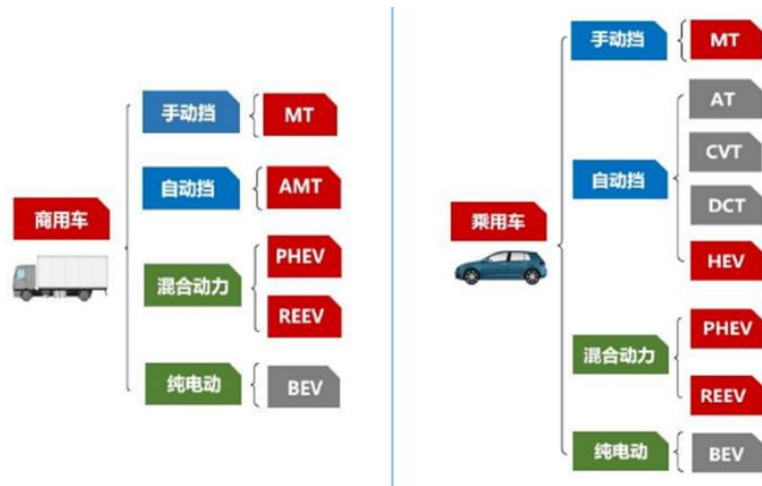 商用车
手动挡
MT
自动挡
AMT
混合动力
PHEV
REEV
纯电动
BEV
乘用车
手动挡
MT
自动挡
AT
CVT
DCT
HEV
混合动力
PHEV
REEV
纯电动
BEV